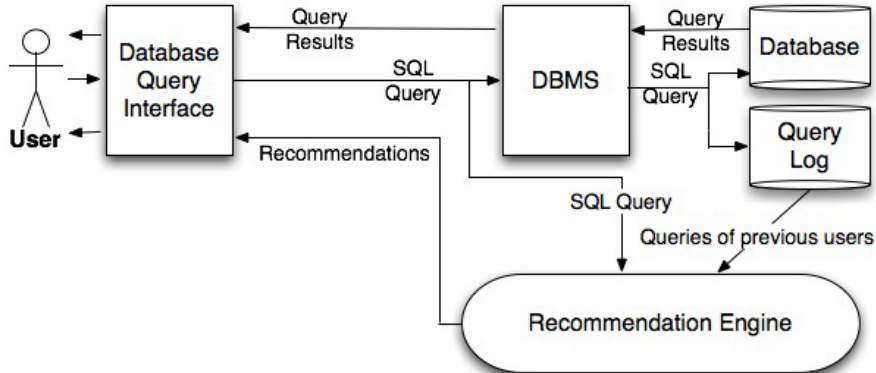 Query
Results
Query
Results
Database
Database
Query
Interface
SQL
Query
DBMS
SQL
Query
User
Recommendations
Query
Log
SQL Query
Queries of previous users
Recommendation Engine